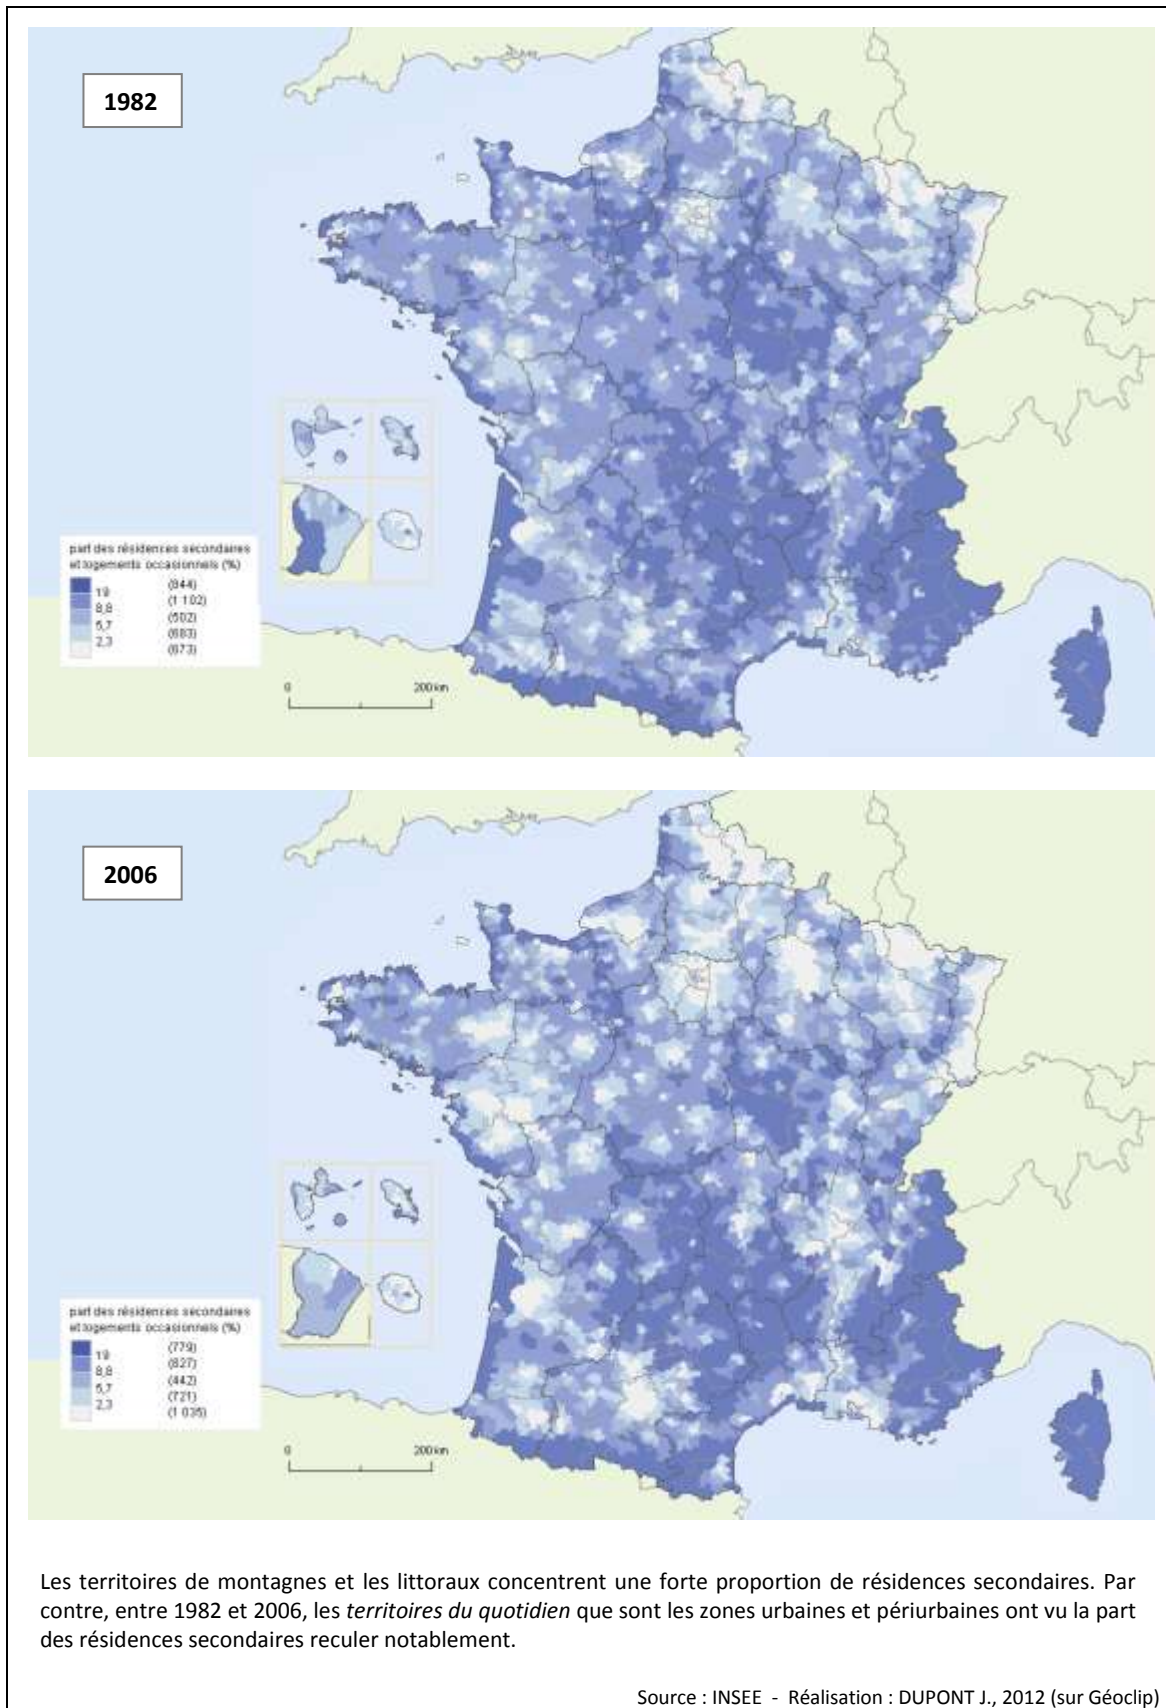 1982
part des résidences secondaires
et logements occasionnels (%)
(844)
19
(1 102)
8,8
(502)
5,7
(683)
2,3
(673)
0 200 km
2006
part des résidences secondaires
et logements occasionnels (%)
(779)
19
(827)
8,8
(442)
5,7
(721)
2,3
(1 035)
0 200 km
Les territoires de montagnes et les littoraux concentrent une forte proportion de résidences secondaires. Par
contre, entre 1982 et 2006, les territoires du quotidien que sont les zones urbaines et périurbaines ont vu la part
des résidences secondaires reculer notablement.
Source : INSEE - Réalisation : DUPONT J., 2012 (sur Géoclip)